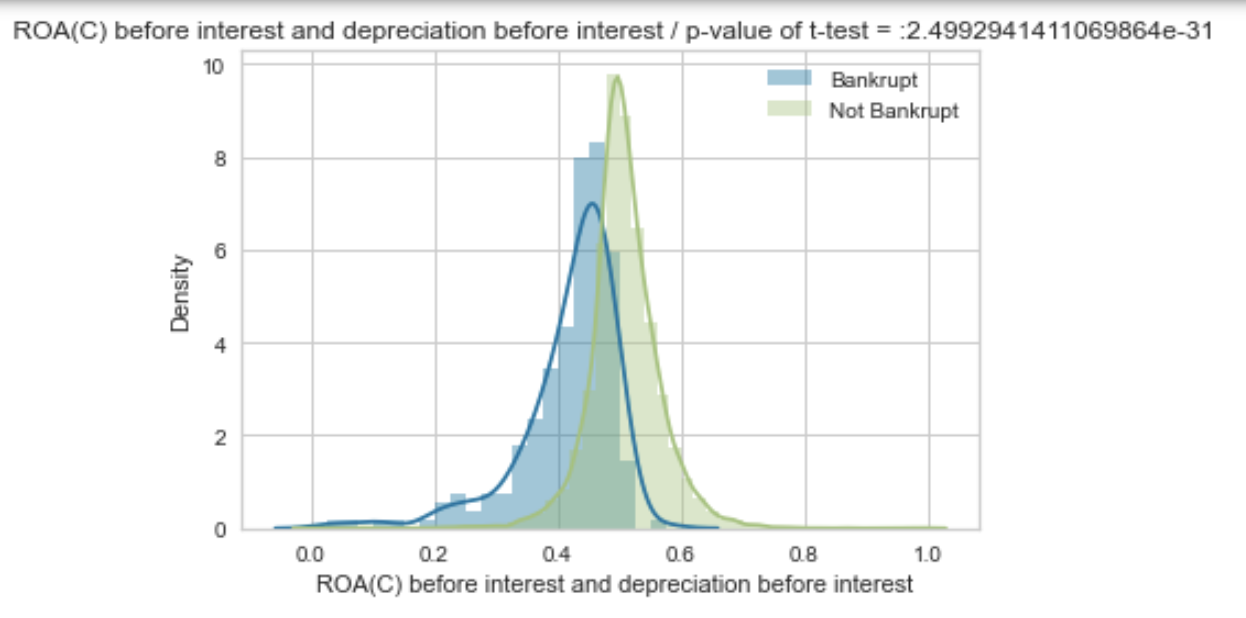 ROA(C) before interest and depreciation before interest / p-value of t-test = :2.4992941411069864e-31
Bankrupt
Not Bankrupt
10
8
6
4
2
0
Density
0.0 0.2 0.4 0.6 0.8 1.0
ROA(C) before interest and depreciation before interest